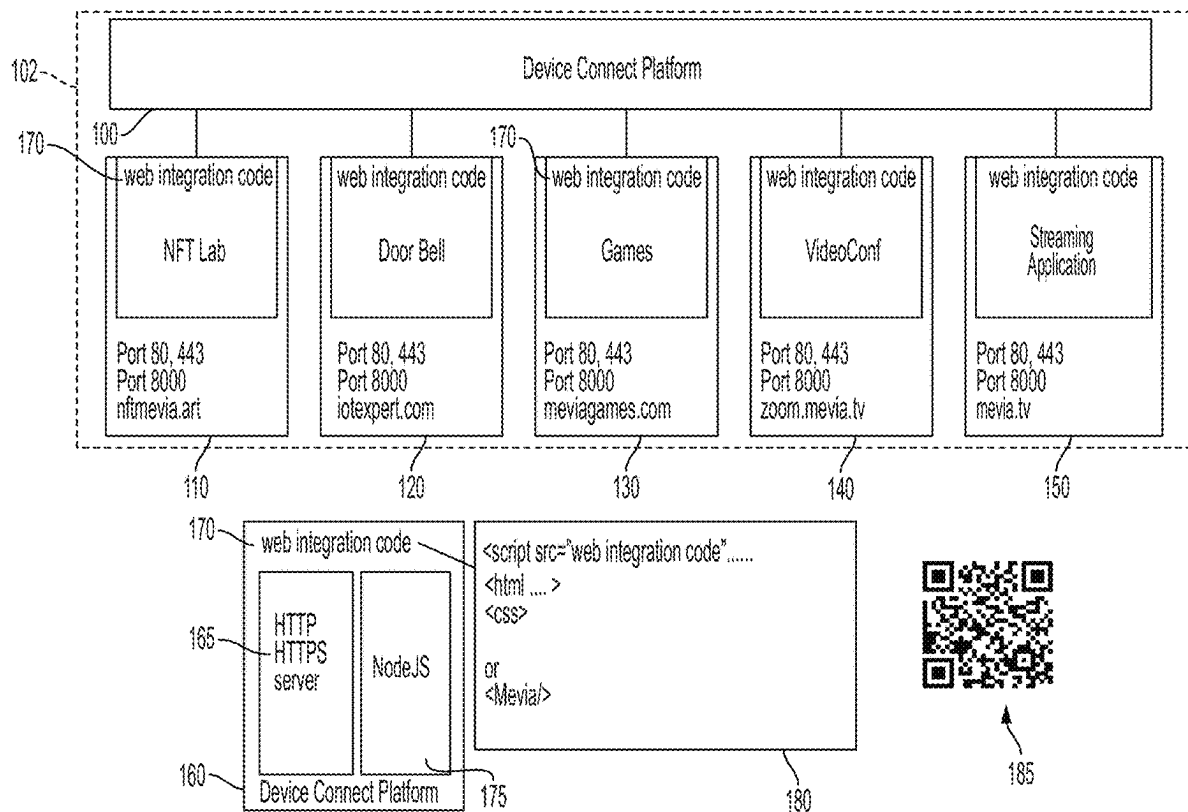 102
Device Connect Platform
100
170
170
web integration code
NFT Lab
Port 80, 443
Port 8000
nftmevia.art
web integration code
Door Bell
Port 80, 443
Port 8000
iotexpert.com
web integration code
Games
Port 80, 443
Port 8000
meviagames.com
web integration code
VideoConf
Port 80, 443
Port 8000
zoom.mevia.tv
web integration code
Streaming
Application
Port 80, 443
Port 8000
mevia.tv
110
120
130
140
150
170
web integration code
165
HTTP
HTTPS
server
NodeJS
160
Device Connect Platform
175
<script src="web integration code"......
<html .... >
<css>
or
<Mevia/>
180
185